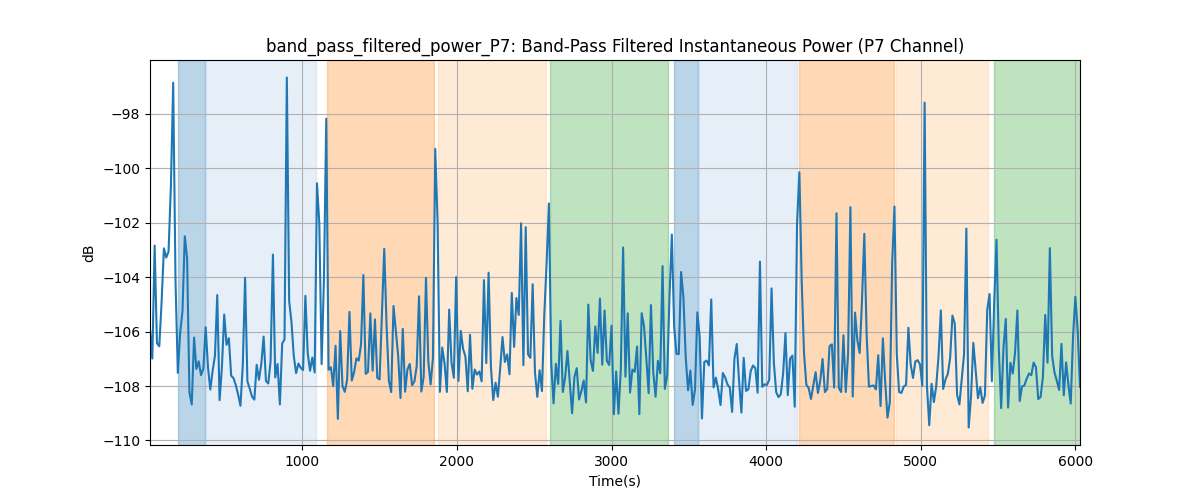 band_pass_filtered_power_P7: Band-Pass Filtered Instantaneous Power (P7 Channel)
dB
−98
−100
−102
−104
−106
−108
−110
1000 2000 3000 4000 5000 6000
Time(s)